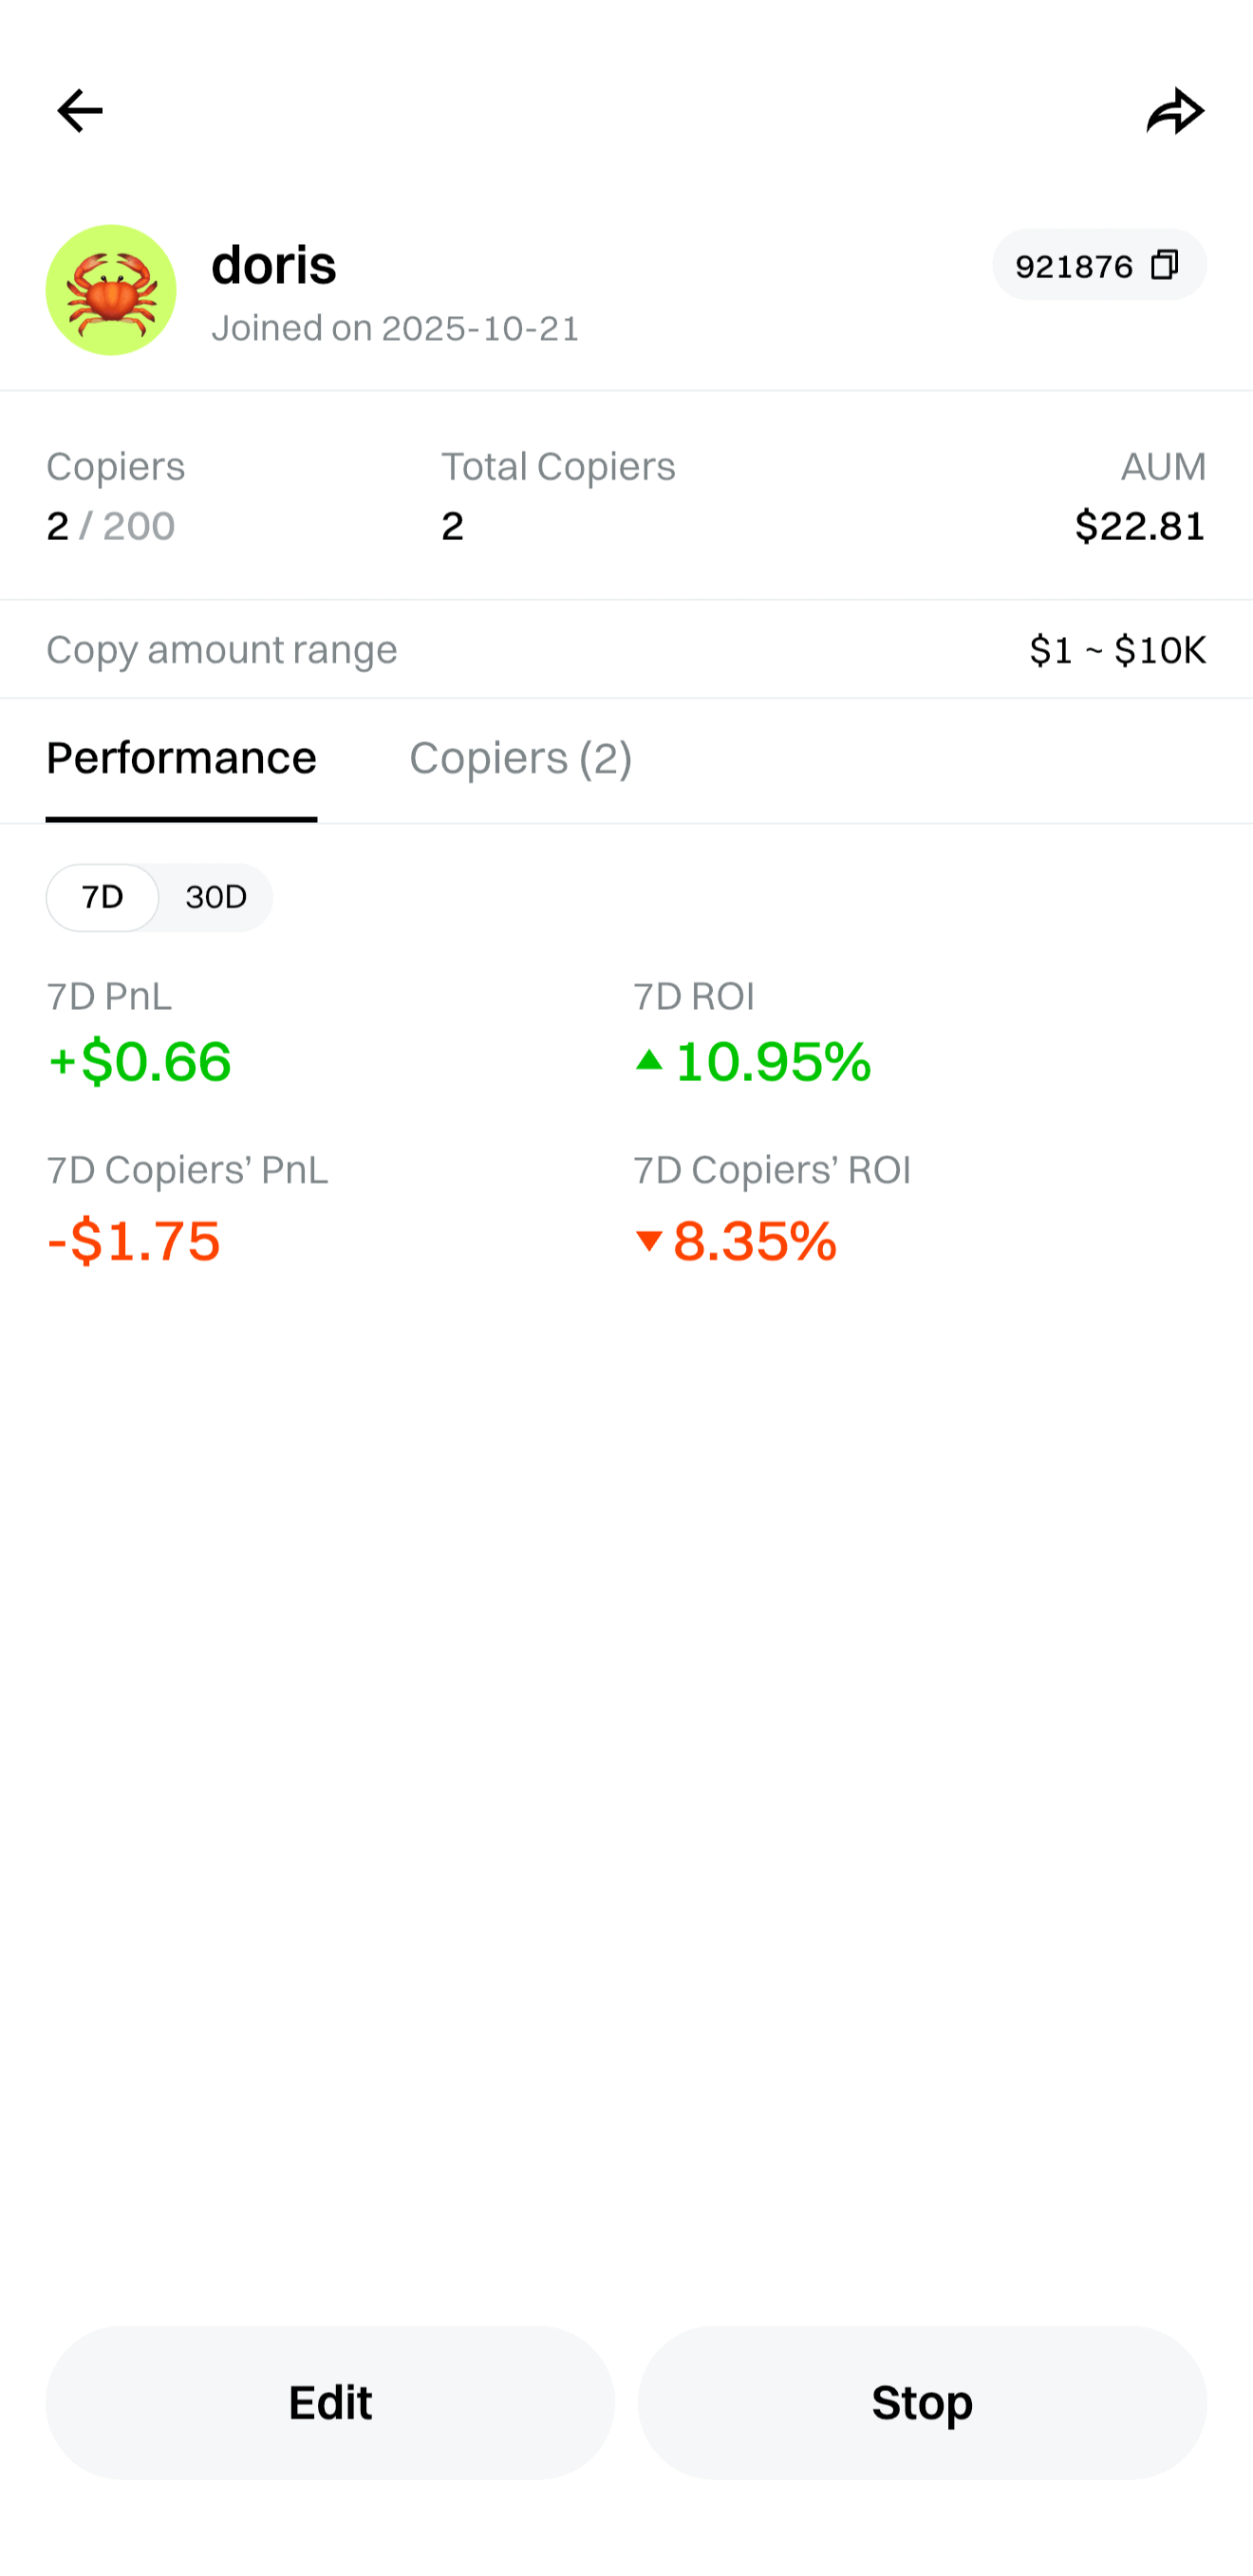 doris
921876
Joined on 2025-10-21
Copiers
Total Copiers
AUM
2 / 200
2
$22.81
Copy amount range
$1 ~ $10K
Performance
Copiers (2)
7D
30D
7D PnL
7D ROI
+$0.66
10.95%
7D Copiers’ PnL
7D Copiers’ ROI
-$1.75
8.35%
Edit
Stop